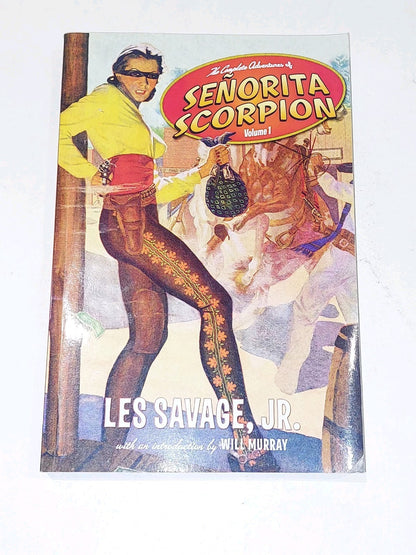 The Complete Adventures of
SEÑORITA
SCORPION
Volume 1
LES SAVAGE, JR.
with an introduction by WILL MURRAY